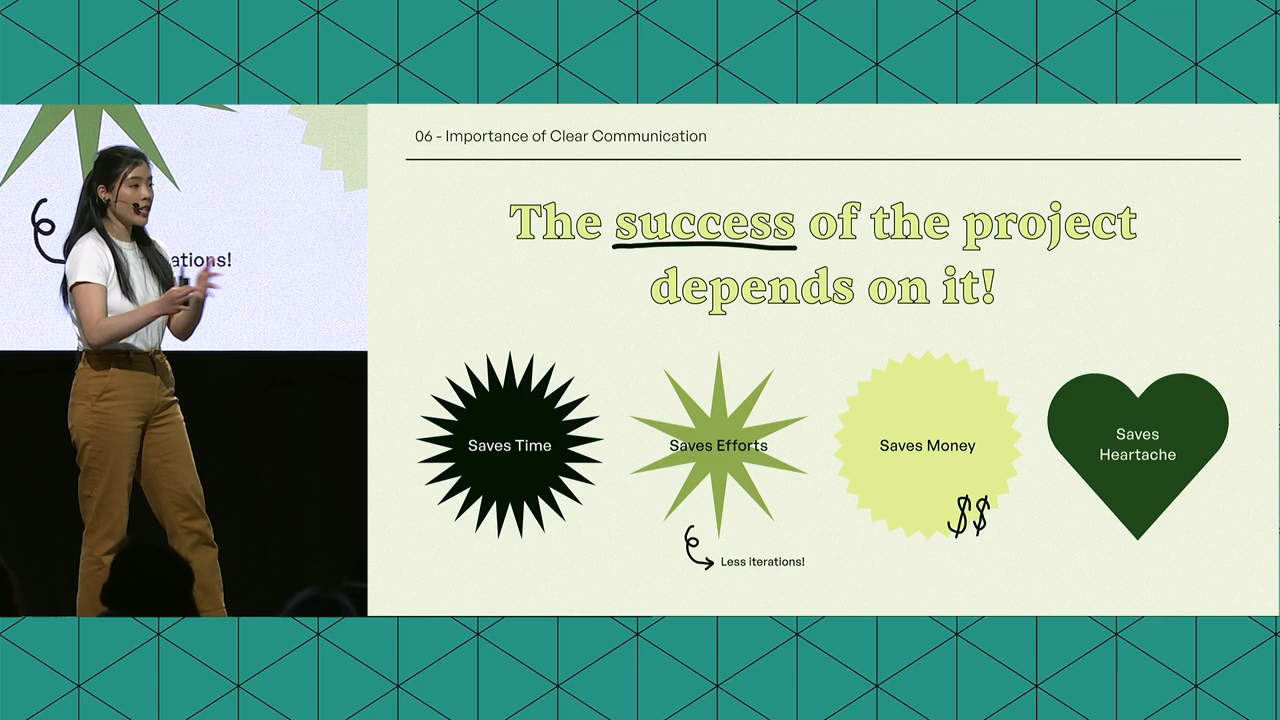 06 - Importance of Clear Communication
The success of the project
depends on it!
Saves Time
Saves Efforts
Saves Money
Saves
Heartache
$$
Less iterations!
ations!